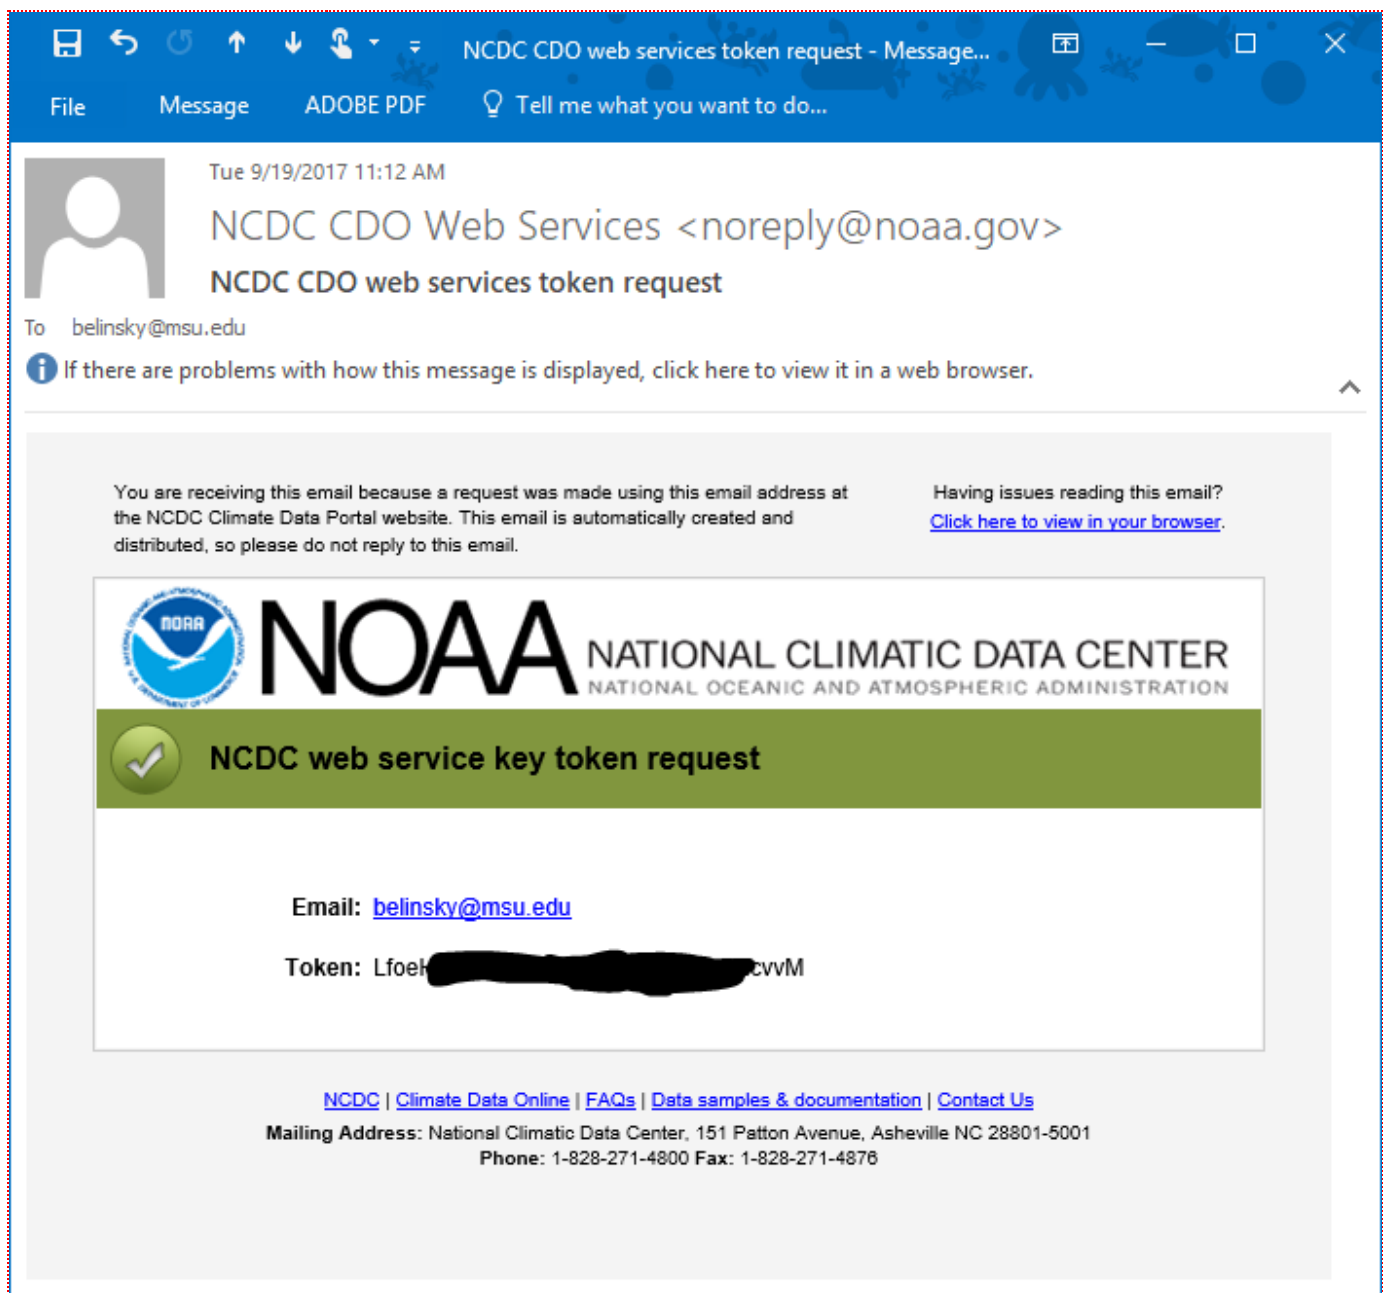 NCDC CDO web services token request - Message...
File Message ADOBE PDF Tell me what you want to do...
Tue 9/19/2017 11:12 AM
NCDC CDO Web Services <noreply@noaa.gov>
NCDC CDO web services token request
To belinsky@msu.edu
If there are problems with how this message is displayed, click here to view it in a web browser.
You are receiving this email because a request was made using this email address at
the NCDC Climate Data Portal website. This email is automatically created and
distributed, so please do not reply to this email.
Having issues reading this email?
Click here to view in your browser.
NOAA
NOAA NATIONAL CLIMATIC DATA CENTER
NATIONAL OCEANIC AND ATMOSPHERIC ADMINISTRATION
NCDC web service key token request
Email: belinsky@msu.edu
Token: Lfoe cvvM
NCDC | Climate Data Online | FAQs | Data samples & documentation | Contact Us
Mailing Address: National Climatic Data Center, 151 Patton Avenue, Asheville NC 28801-5001
Phone: 1-828-271-4800 Fax: 1-828-271-4876